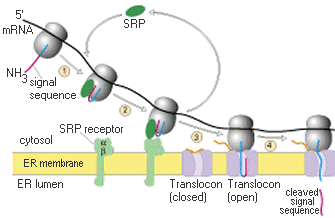 5'
mRNA
SRP
NH3
signal
sequence
1
2
3
4
SRP receptor
α
β
cytosol
ER membrane
ER lumen
Translocon
(closed)
Translocon
(open)
cleaved
signal
sequence